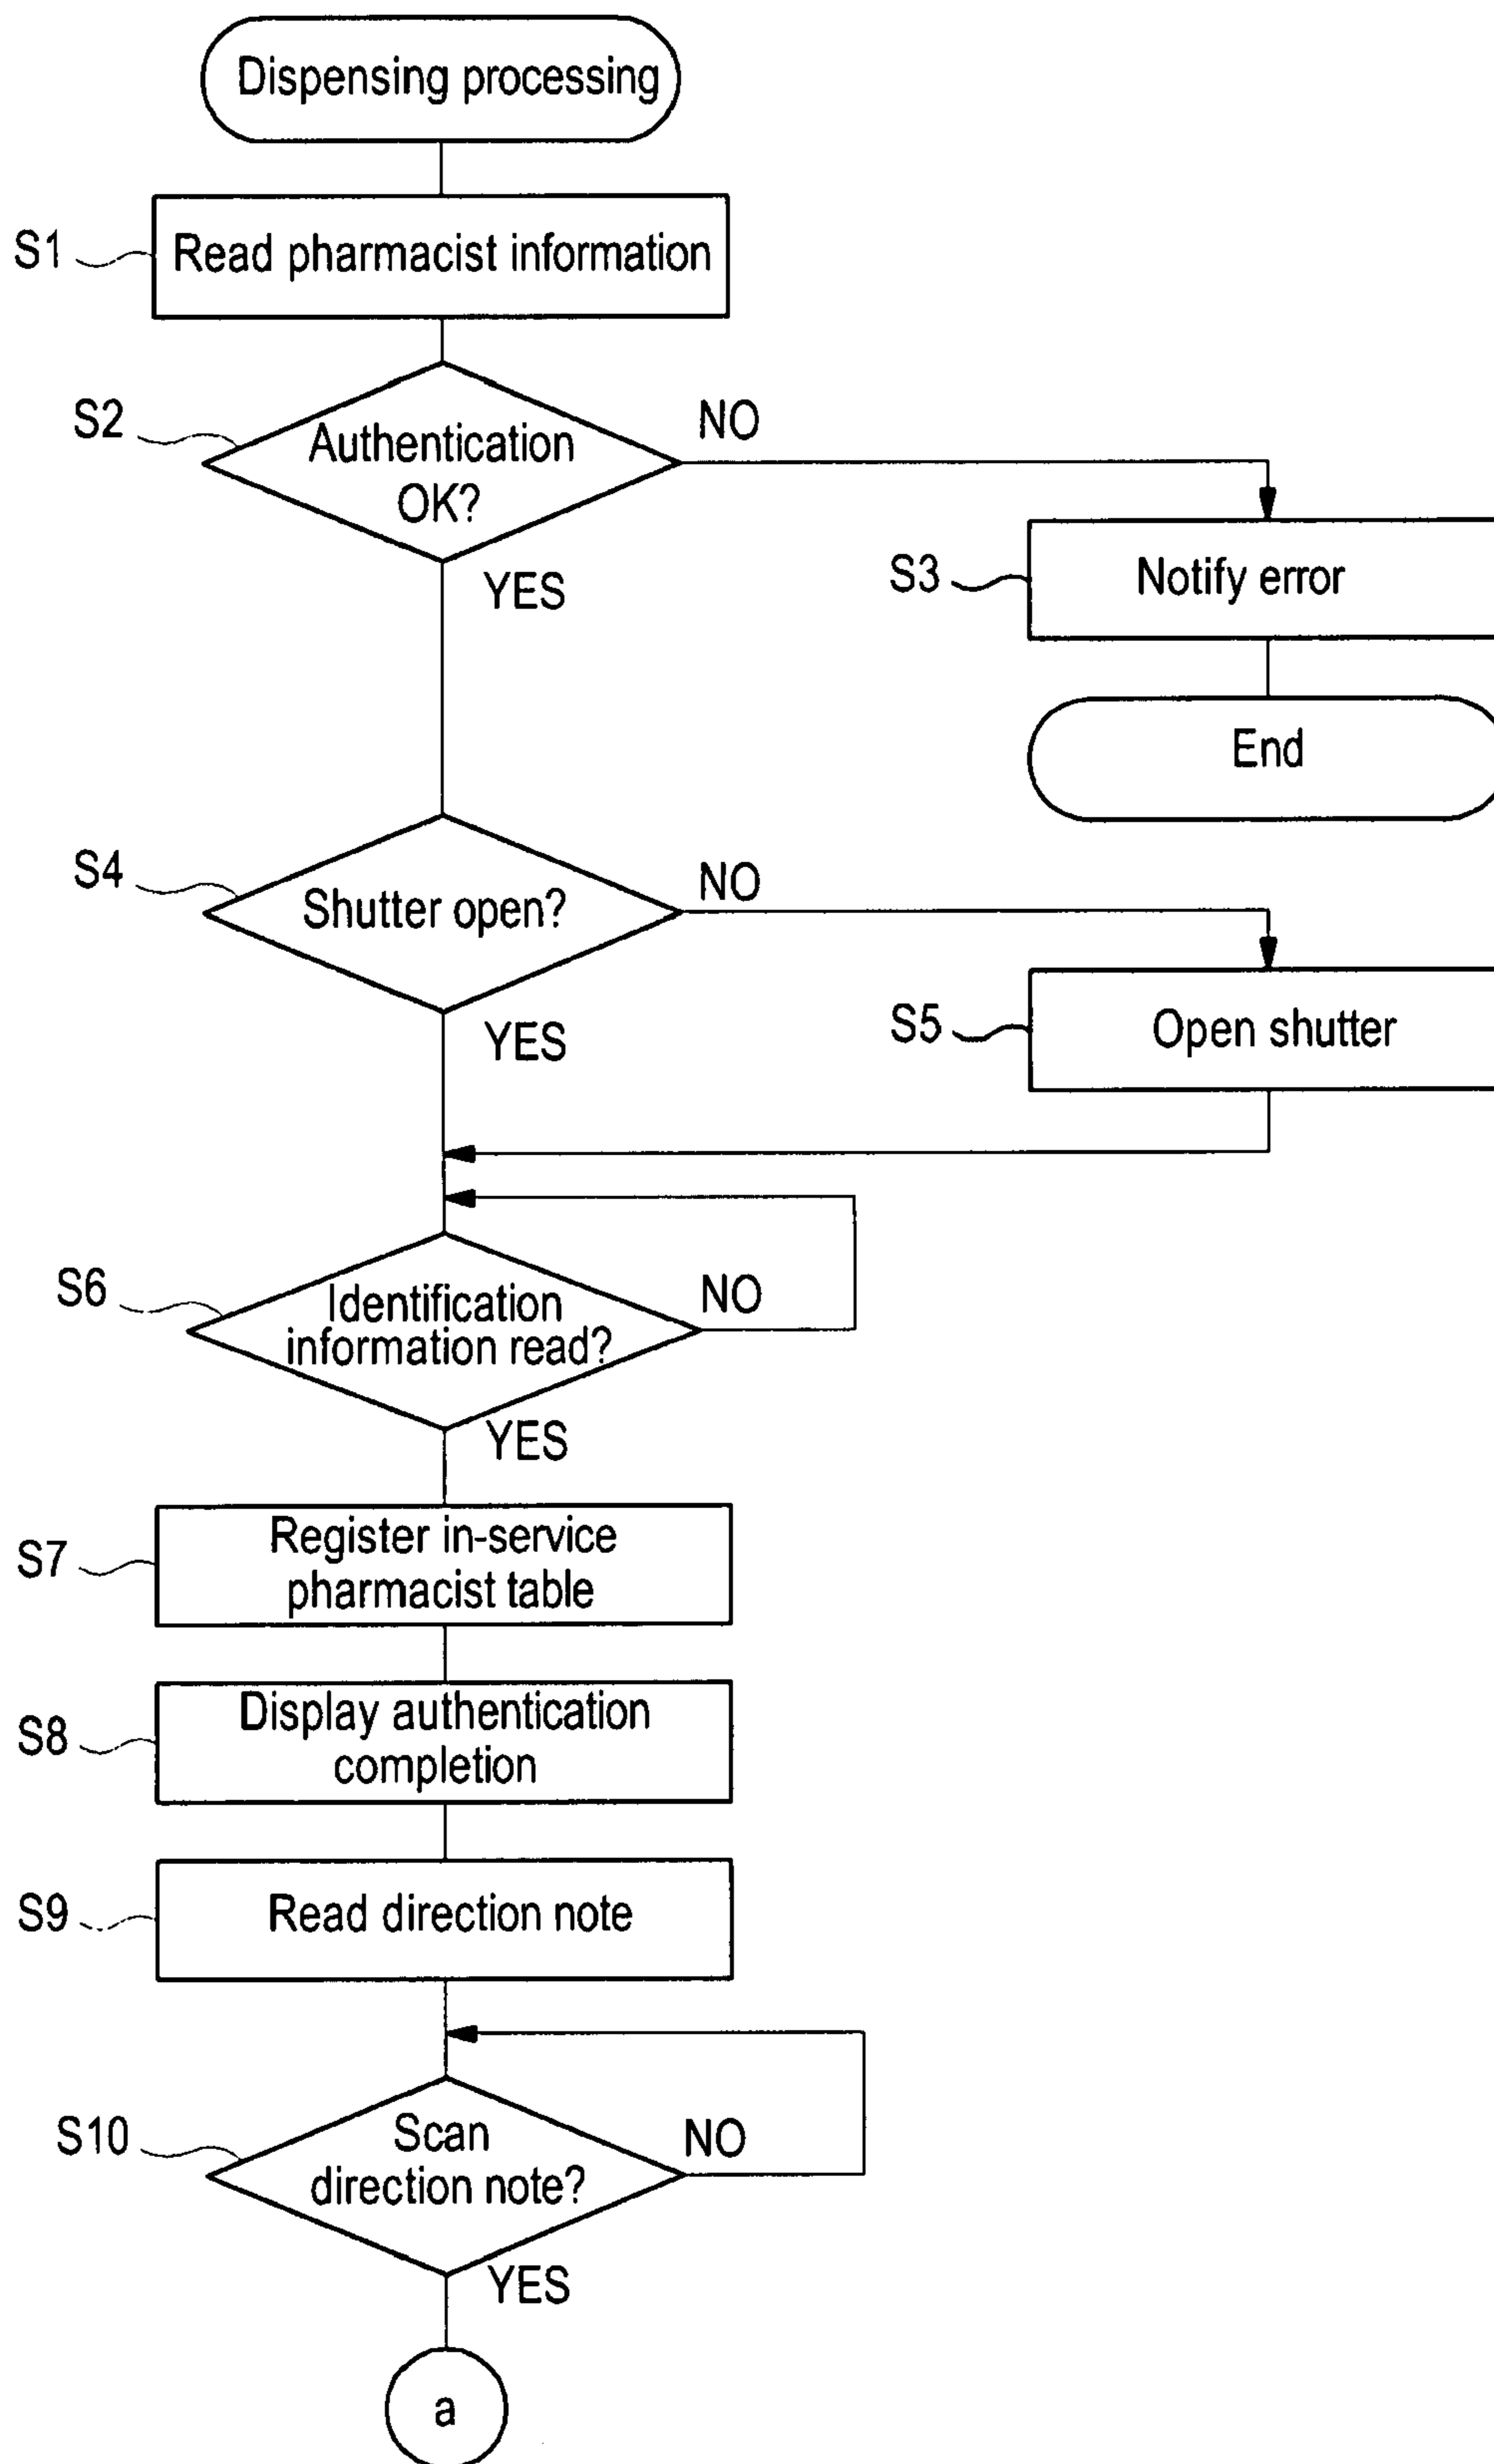 Dispensing processing
S1
Read pharmacist information
S2
Authentication
OK?
NO
YES
S3
Notify error
End
S4
Shutter open?
NO
YES
S5
Open shutter
S6
Identification
information read?
NO
YES
S7
Register in-service
pharmacist table
S8
Display authentication
completion
S9
Read direction note
S10
Scan
direction note?
NO
YES
a